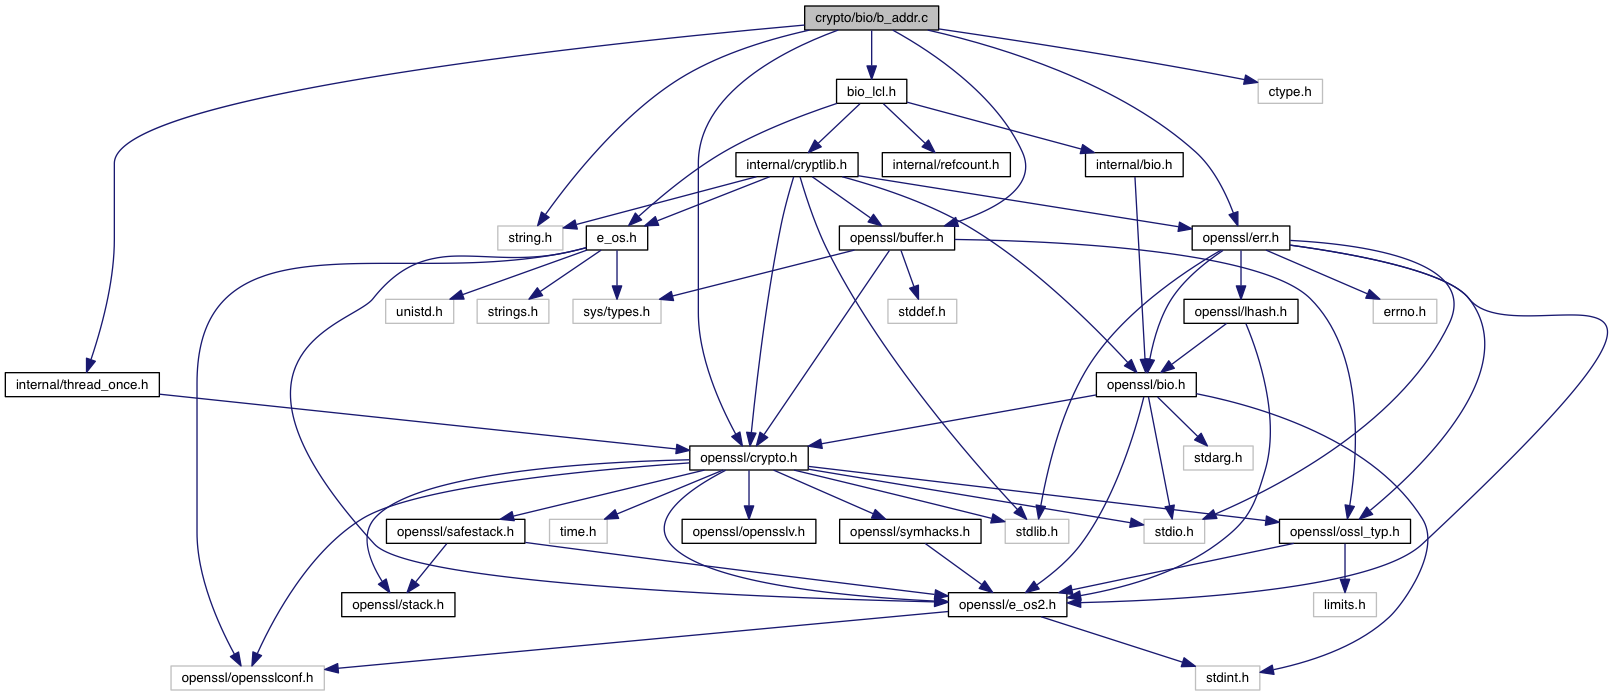 crypto/bio/b_addr.c
bio_lcl.h
ctype.h
internal/cryptlib.h
internal/refcount.h
internal/bio.h
string.h
e_os.h
openssl/buffer.h
openssl/err.h
unistd.h
strings.h
sys/types.h
stddef.h
openssl/lhash.h
errno.h
internal/thread_once.h
openssl/bio.h
openssl/crypto.h
stdarg.h
openssl/safestack.h
time.h
openssl/opensslv.h
openssl/symhacks.h
stdlib.h
stdio.h
openssl/ossl_typ.h
openssl/stack.h
openssl/e_os2.h
limits.h
openssl/opensslconf.h
stdint.h